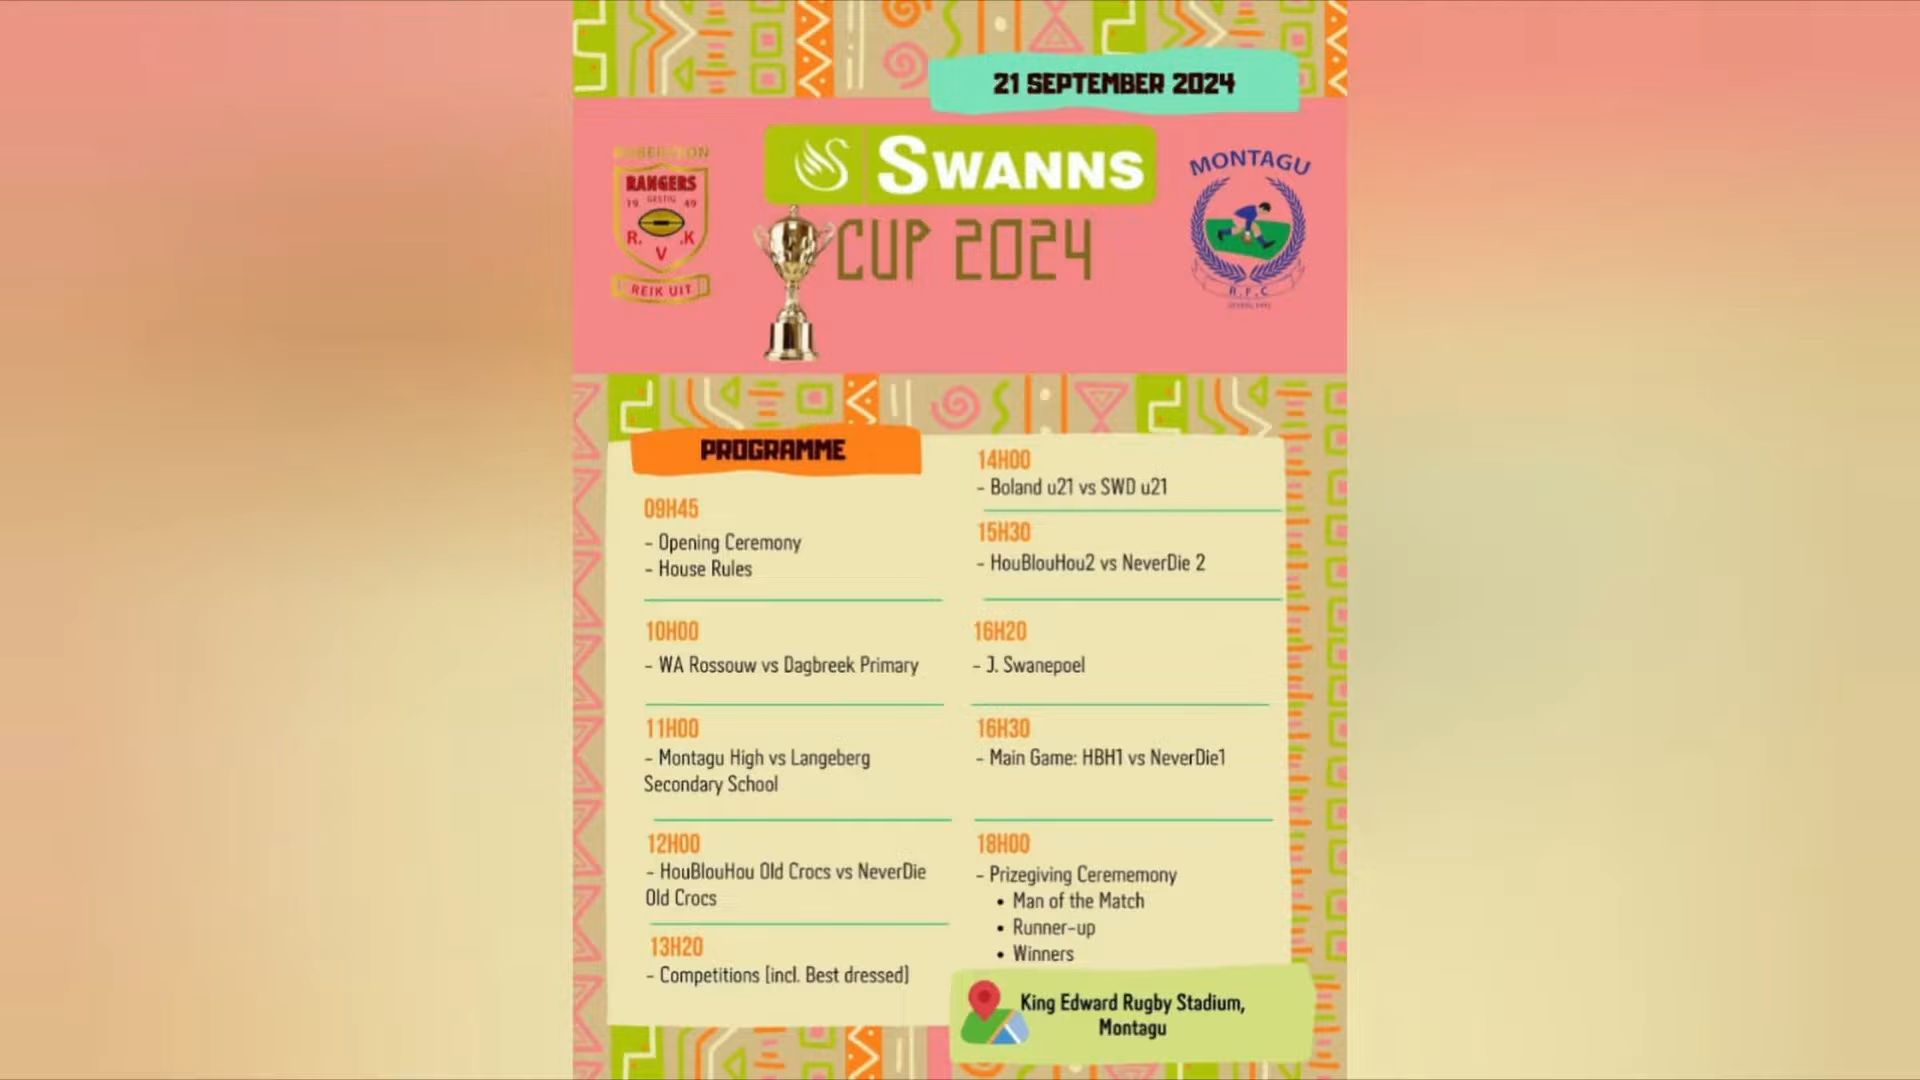 21 SEPTEMBER 2024
SWANNS
CUP 2024
ROBERTSON
RANGERS
19 GESTIG 49
R. .K
V
REIK UIT
MONTAGU
R.F.C
PROGRAMME
09H45
- Opening Ceremony
- House Rules
10H00
- WA Rossouw vs Dagbreek Primary
11H00
- Montagu High vs Langeberg
Secondary School
12H00
- HouBlouHou Old Crocs vs NeverDie
Old Crocs
13H20
- Competitions [incl. Best dressed]
14H00
- Boland u21 vs SWD u21
15H30
- HouBlouHou2 vs NeverDie 2
16H20
- J. Swanepoel
16H30
- Main Game: HBH1 vs NeverDie1
18H00
- Prizegiving Cerememony
• Man of the Match
• Runner-up
• Winners
King Edward Rugby Stadium,
Montagu